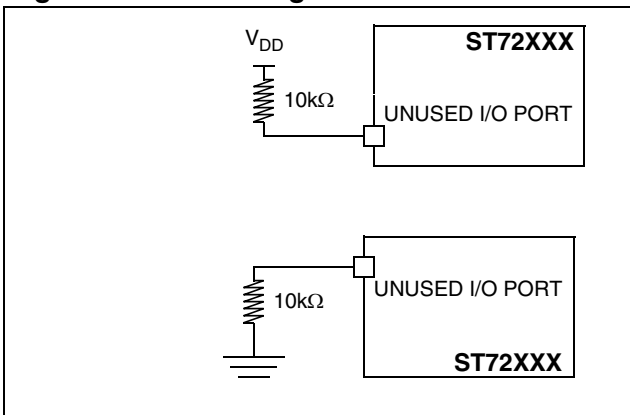 V_DD
ST72XXX
10kΩ
UNUSED I/O PORT
UNUSED I/O PORT
10kΩ
ST72XXX